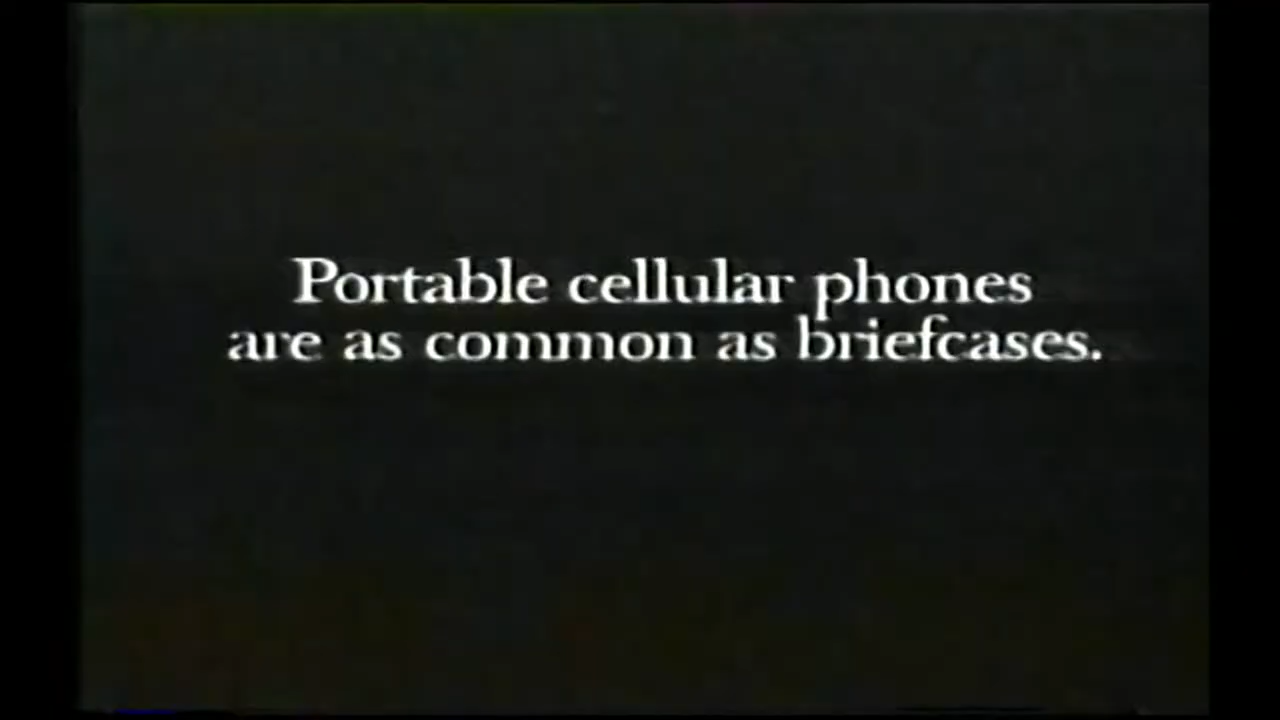 Portable cellular phones
are as common as briefcases.